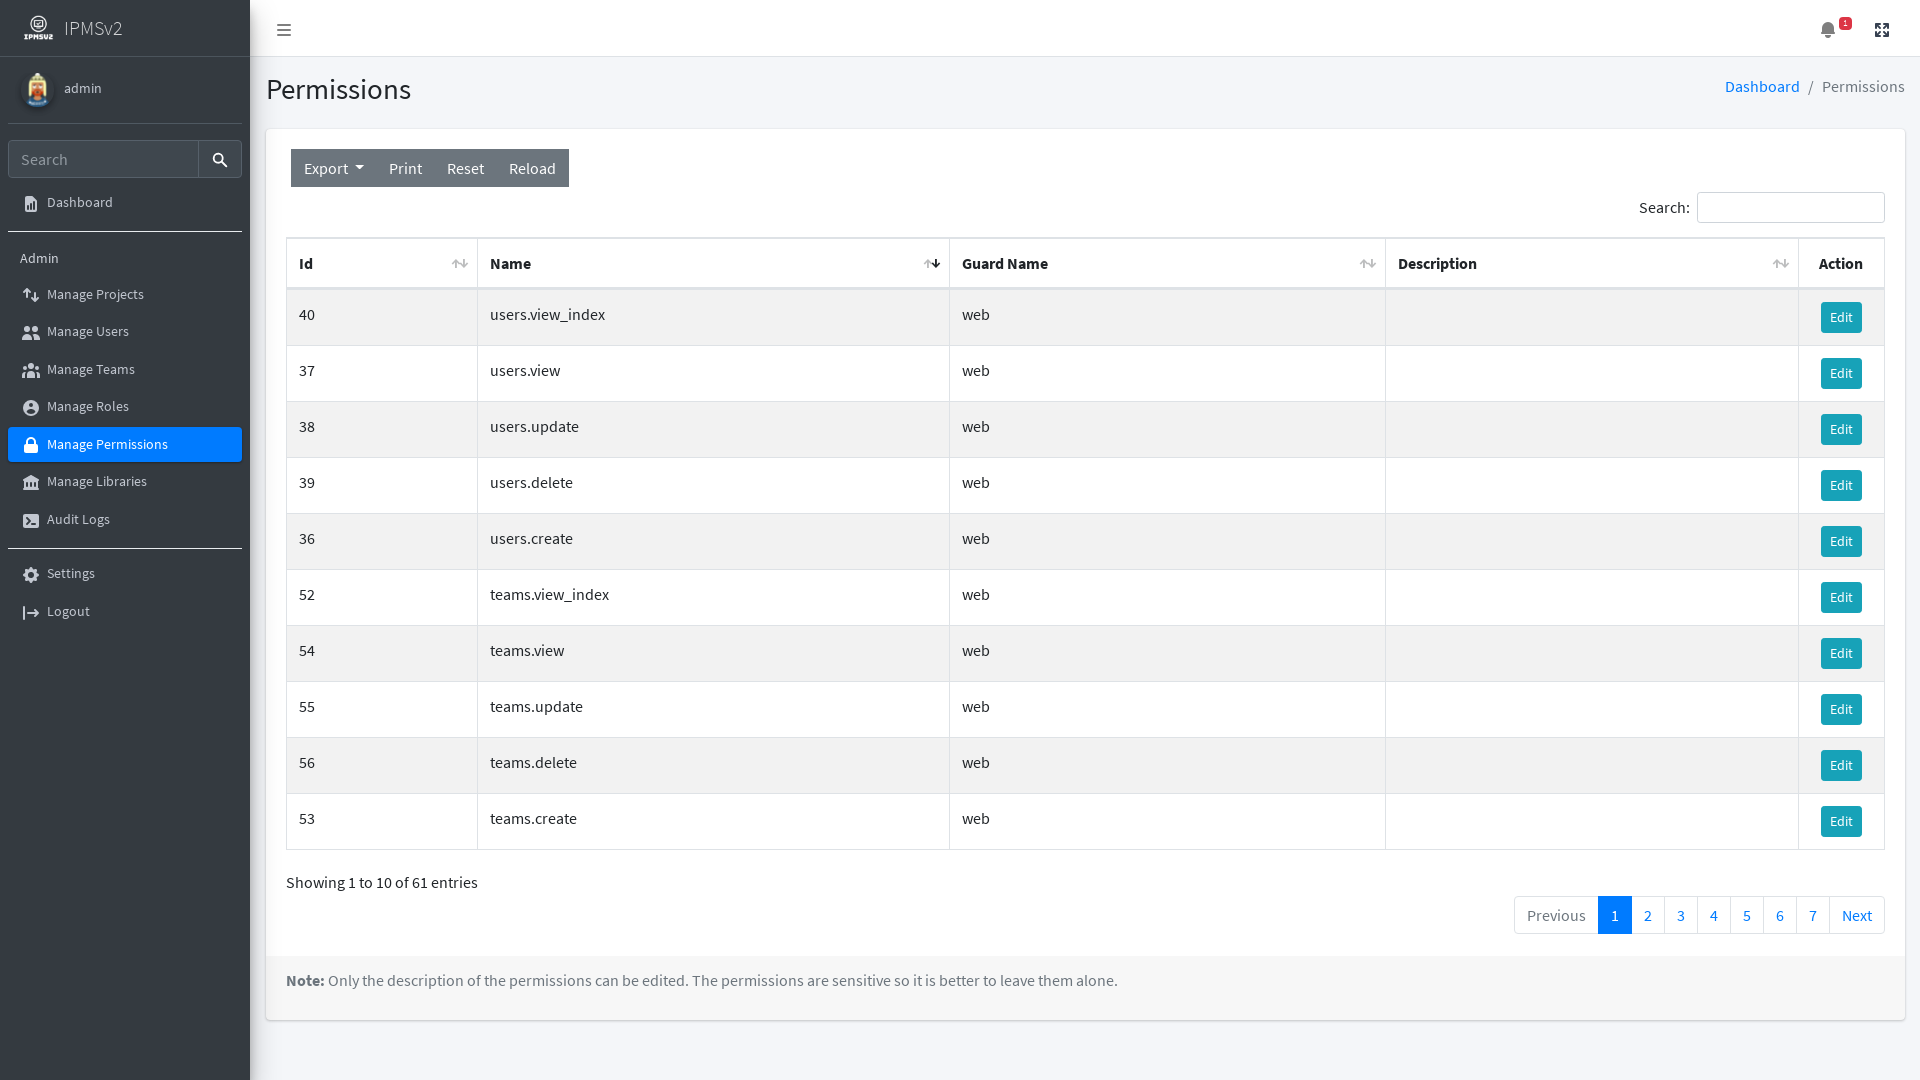 IPMSV2 IPMSv2
1
admin
Permissions
Dashboard / Permissions
Search
Export Print Reset Reload
Dashboard
Search:
Admin
Id Name Guard Name Description Action
Manage Projects
Manage Users
Manage Teams
Manage Roles
Manage Permissions
Manage Libraries
Audit Logs
Settings
Logout
40 users.view_index web Edit
37 users.view web Edit
38 users.update web Edit
39 users.delete web Edit
36 users.create web Edit
52 teams.view_index web Edit
54 teams.view web Edit
55 teams.update web Edit
56 teams.delete web Edit
53 teams.create web Edit
Showing 1 to 10 of 61 entries
Previous 1 2 3 4 5 6 7 Next
Note: Only the description of the permissions can be edited. The permissions are sensitive so it is better to leave them alone.